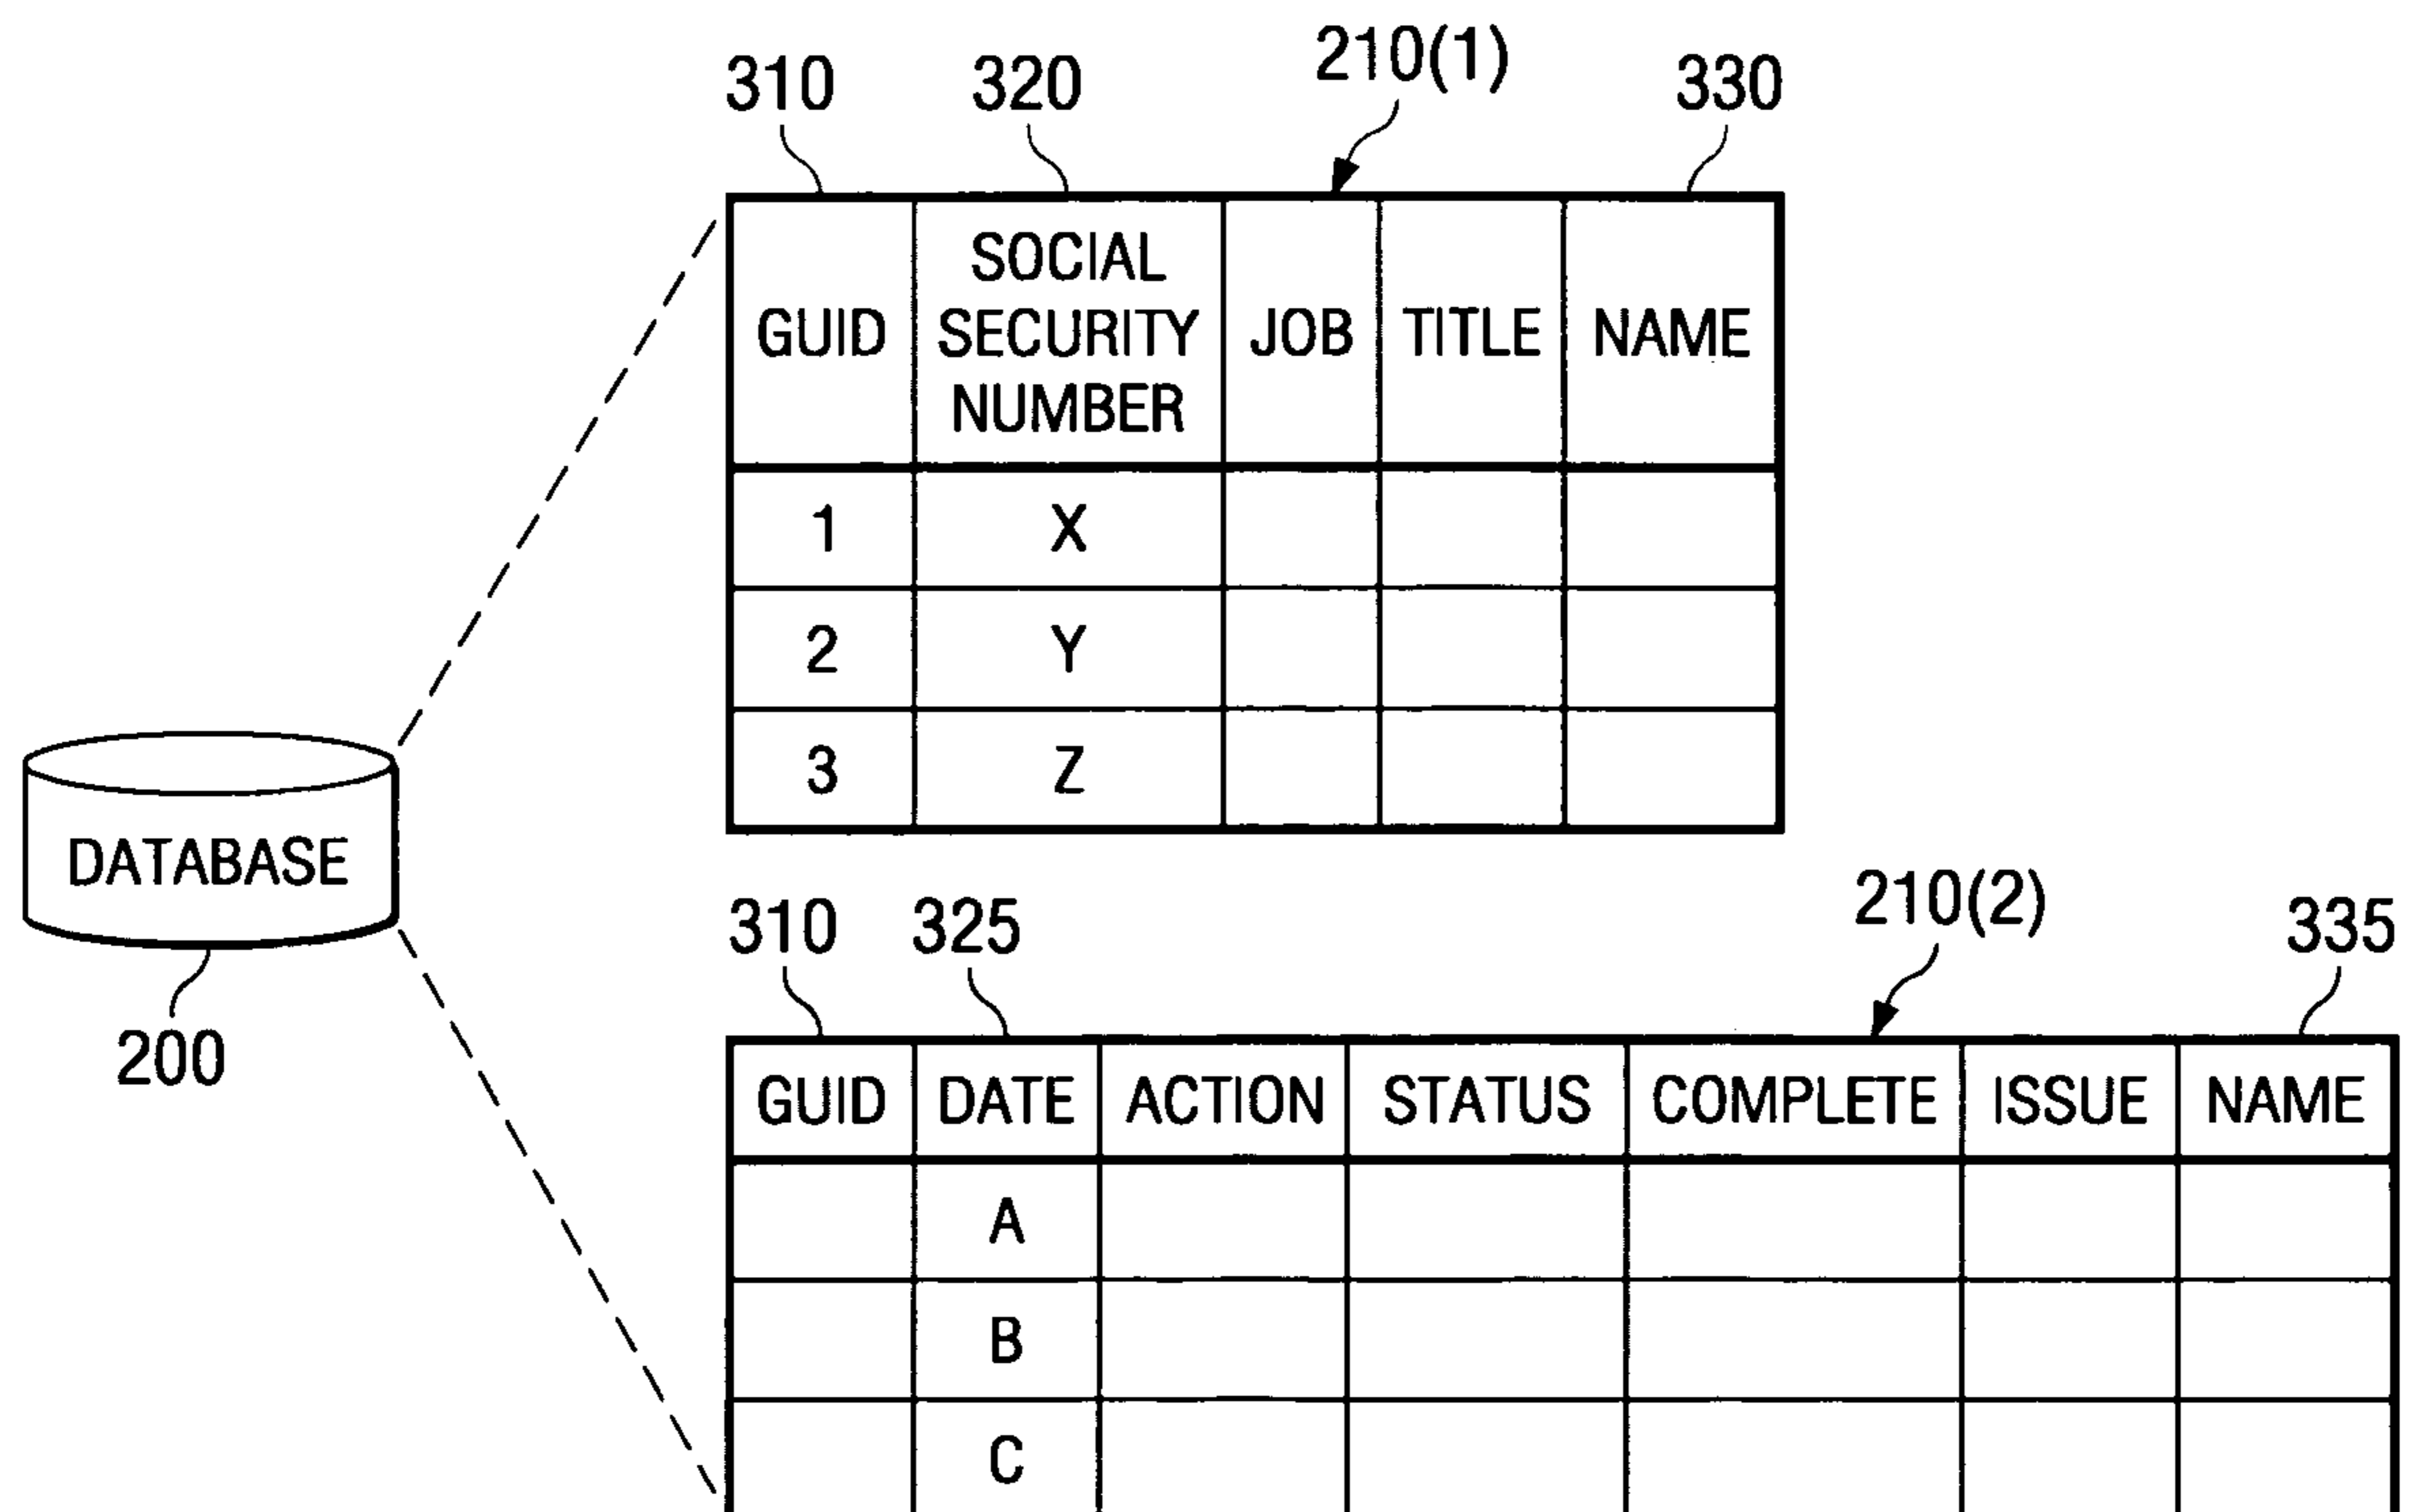 310 320 210(1) 330
SOCIAL
GUID SECURITY JOB TITLE NAME
NUMBER
1 X
2 Y
3 Z
DATABASE
200
310 325 210(2) 335
GUID DATE ACTION STATUS COMPLETE ISSUE NAME
A
B
C